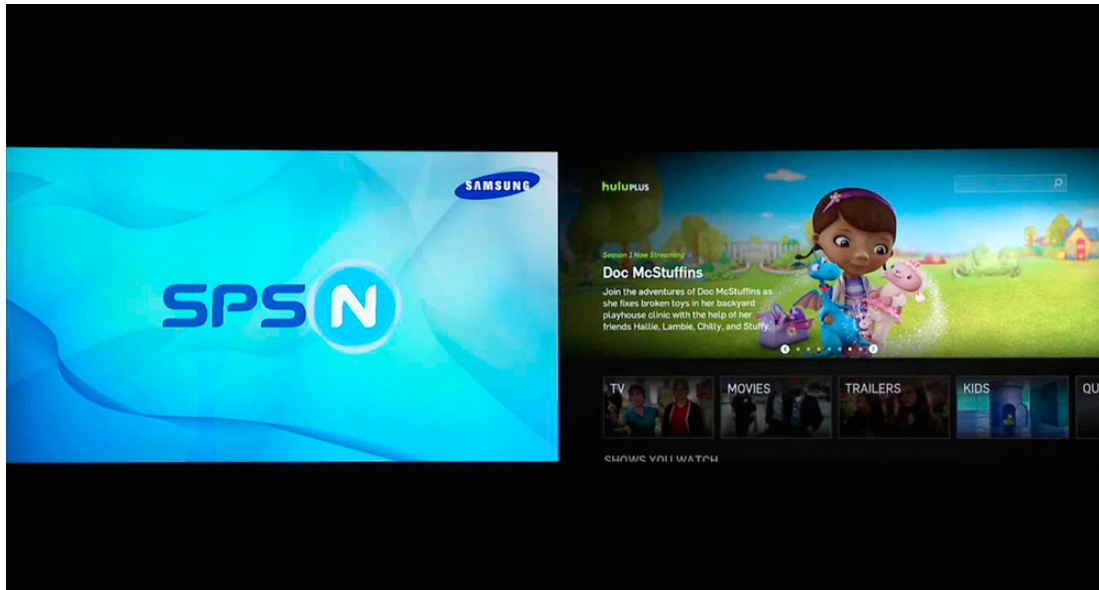 SAMSUNG
SPSN
huluPLUS
Season 1 Now Streaming
Doc McStuffins
Join the adventures of Doc McStuffins as
she fixes broken toys in her backyard
playhouse clinic with the help of her
friends Hallie, Lambie, Chilly, and Stuffy.
TV
MOVIES
TRAILERS
KIDS
QU
SHOWS YOU WATCH